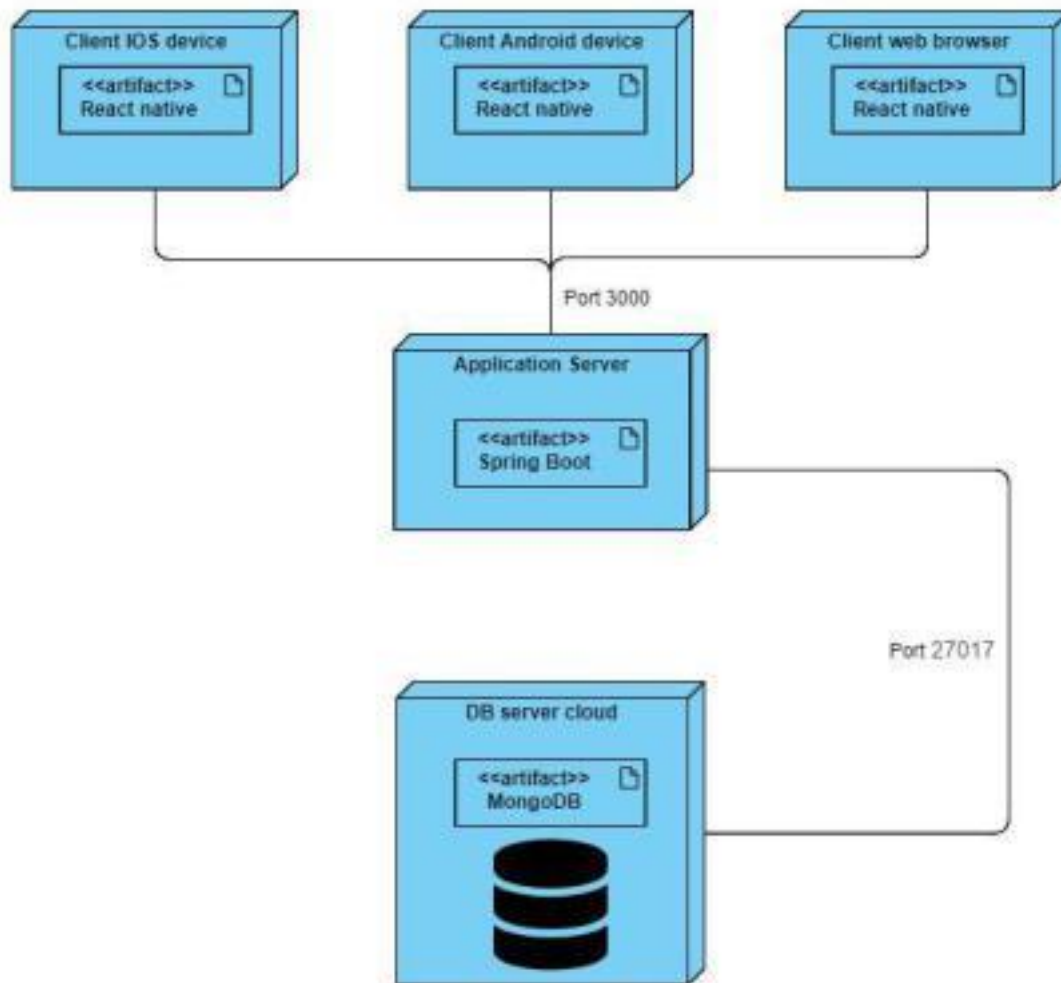 Client IOS device
<<artifact>>
React native
Client Android device
<<artifact>>
React native
Client web browser
<<artifact>>
React native
Port 3000
Application Server
<<artifact>>
Spring Boot
Port 27017
DB server cloud
<<artifact>>
MongoDB